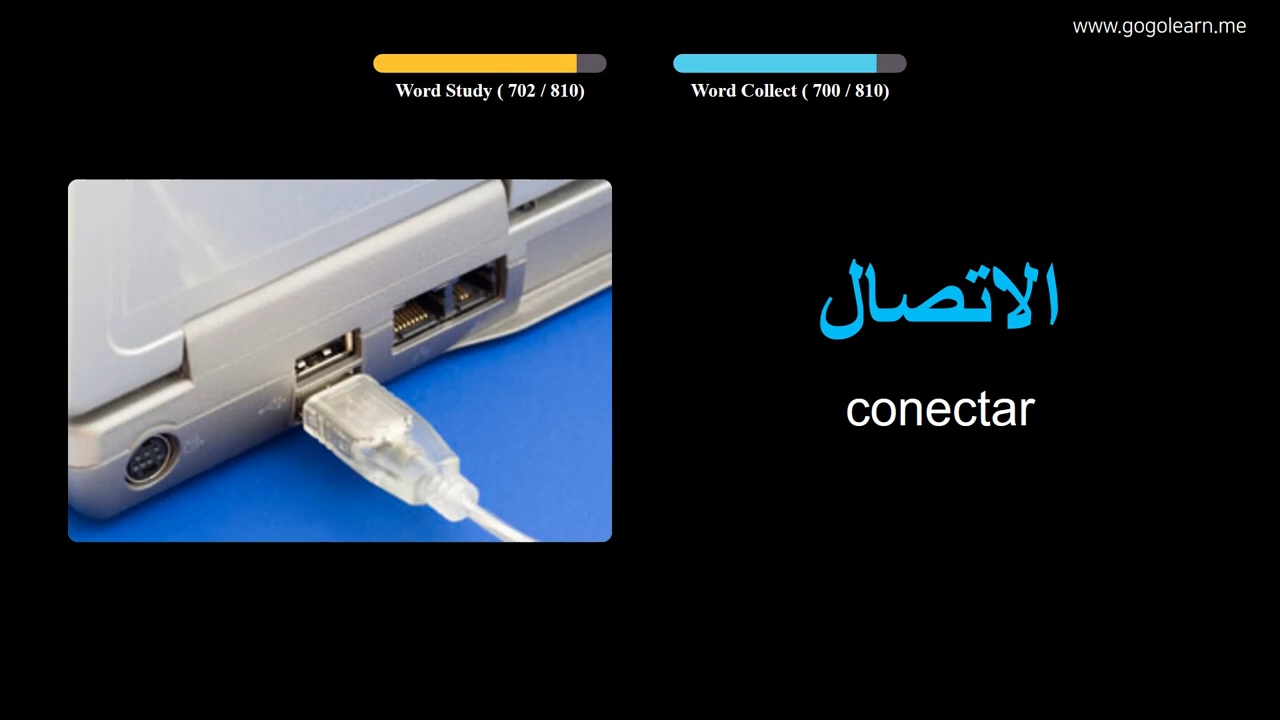 www.gogolearn.me
Word Study ( 702 / 810)
Word Collect ( 700 / 810)
الاتصال
conectar